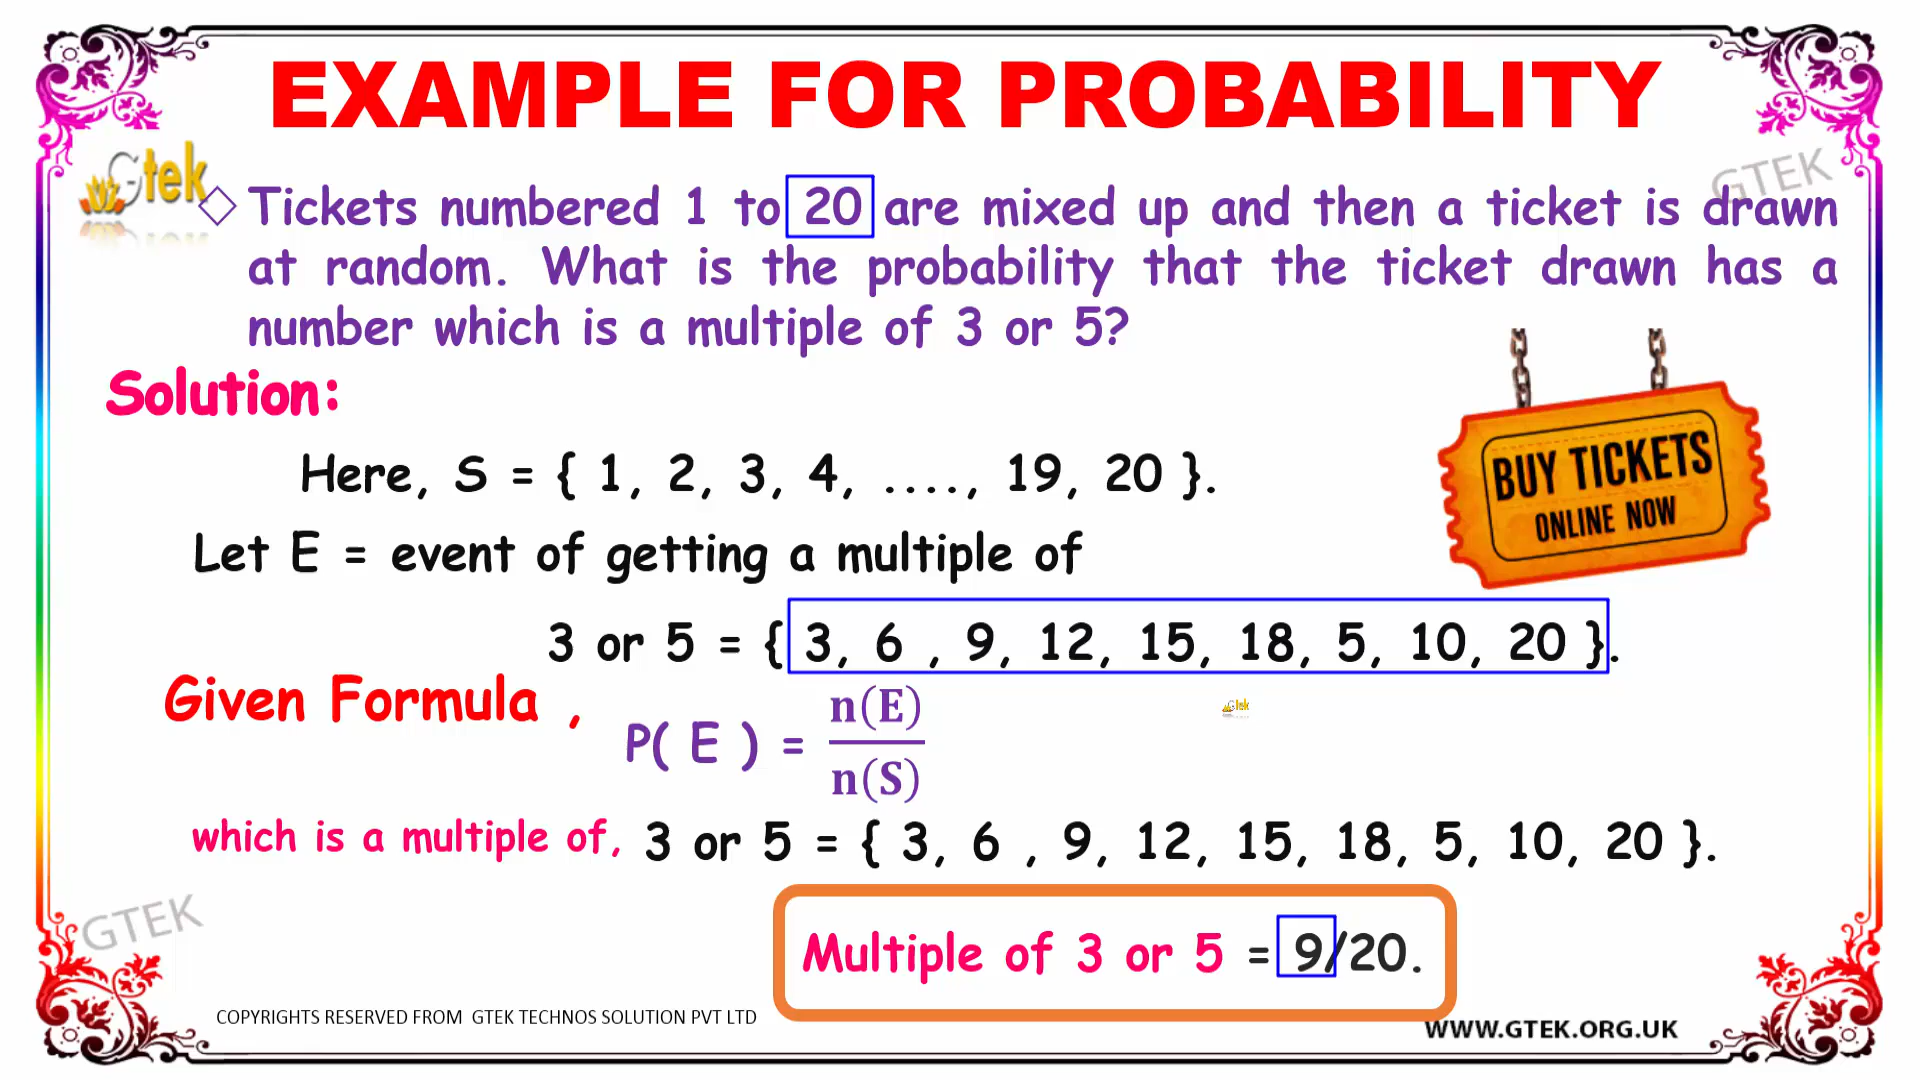 EXAMPLE FOR PROBABILITY
Gtek
GTEK
Tickets numbered 1 to 20 are mixed up and then a ticket is drawn
at random. What is the probability that the ticket drawn has a
number which is a multiple of 3 or 5?
Solution:
Here, S = { 1, 2, 3, 4, ...., 19, 20 }.
BUY TICKETS
ONLINE NOW
Let E = event of getting a multiple of
3 or 5 = { 3, 6 , 9, 12, 15, 18, 5, 10, 20 }.
Given Formula ,
P( E ) = n(E)
n(S)
Gtek
which is a multiple of, 3 or 5 = { 3, 6 , 9, 12, 15, 18, 5, 10, 20 }.
GTEK
Multiple of 3 or 5 = 9/20.
COPYRIGHTS RESERVED FROM GTEK TECHNOS SOLUTION PVT LTD
WWW.GTEK.ORG.UK